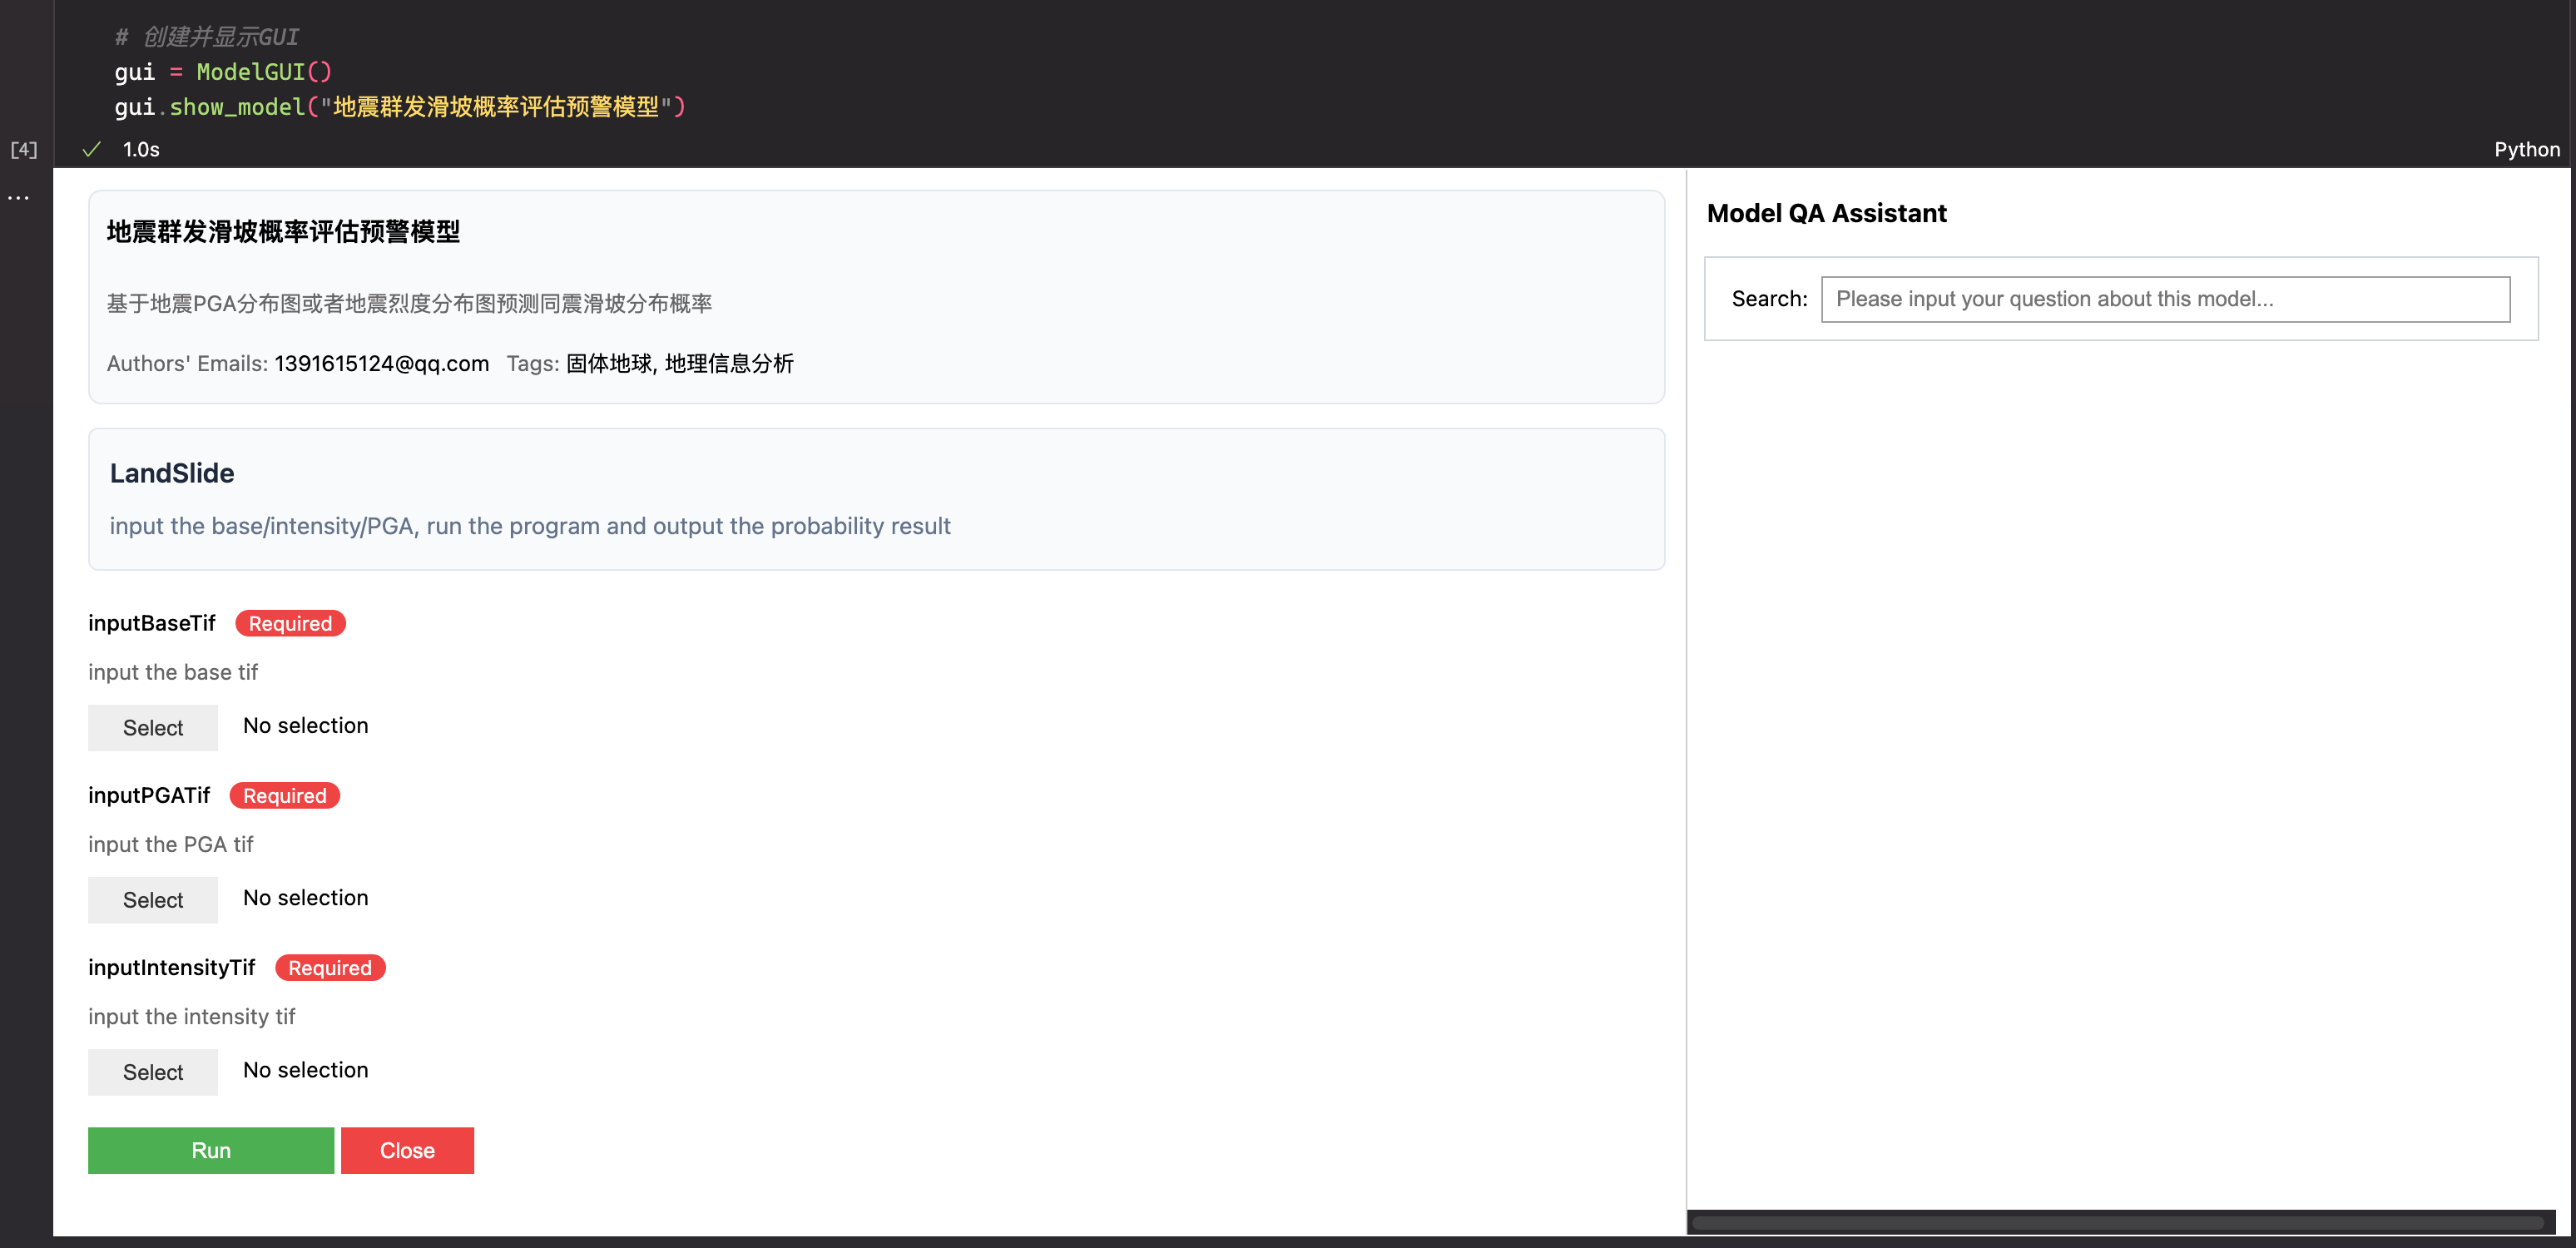 # 创建并显示GUI
gui = ModelGUI()
gui.show_model("地震群发滑坡概率评估预警模型")
[4]
1.0s
Python
...
地震群发滑坡概率评估预警模型
基于地震PGA分布图或者地震烈度分布图预测同震滑坡分布概率
Authors' Emails: 1391615124@qq.com Tags: 固体地球, 地理信息分析
LandSlide
input the base/intensity/PGA, run the program and output the probability result
inputBaseTif Required
input the base tif
Select No selection
inputPGATif Required
input the PGA tif
Select No selection
inputIntensityTif Required
input the intensity tif
Select No selection
Run Close
Model QA Assistant
Search: Please input your question about this model...